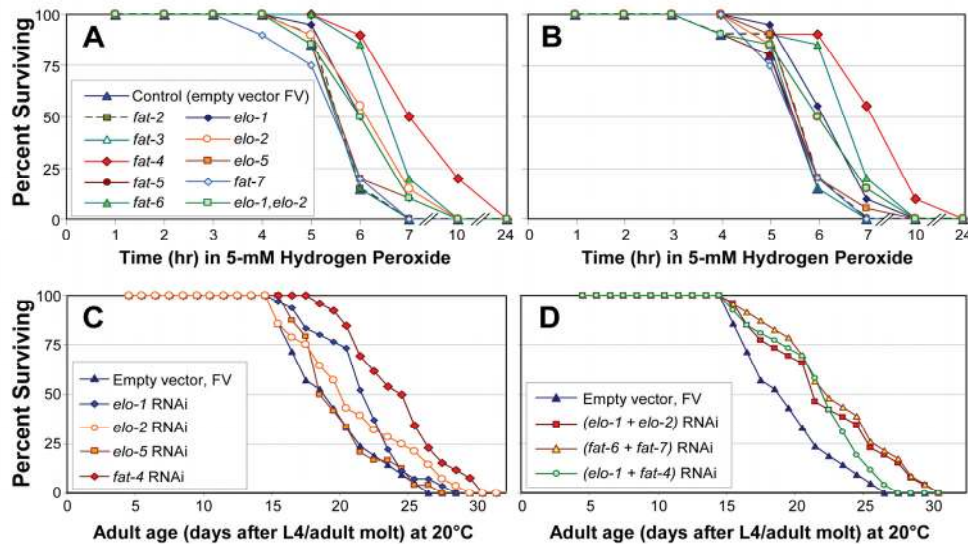 A
B
Percent Surviving
100
75
50
25
0
Control (empty vector FV)
fat-2
elo-1
fat-3
elo-2
fat-4
elo-5
fat-5
fat-7
fat-6
elo-1,elo-2
0 1 2 3 4 5 6 7 10 24
0 1 2 3 4 5 6 7 10 24
Time (hr) in 5-mM Hydrogen Peroxide
Time (hr) in 5-mM Hydrogen Peroxide
C
D
Percent Surviving
100
75
50
25
0
Empty vector, FV
elo-1 RNAi
elo-2 RNAi
elo-5 RNAi
fat-4 RNAi
Empty vector, FV
(elo-1 + elo-2) RNAi
(fat-6 + fat-7) RNAi
(elo-1 + fat-4) RNAi
0 5 10 15 20 25 30
0 5 10 15 20 25 30
Adult age (days after L4/adult molt) at 20°C
Adult age (days after L4/adult molt) at 20°C